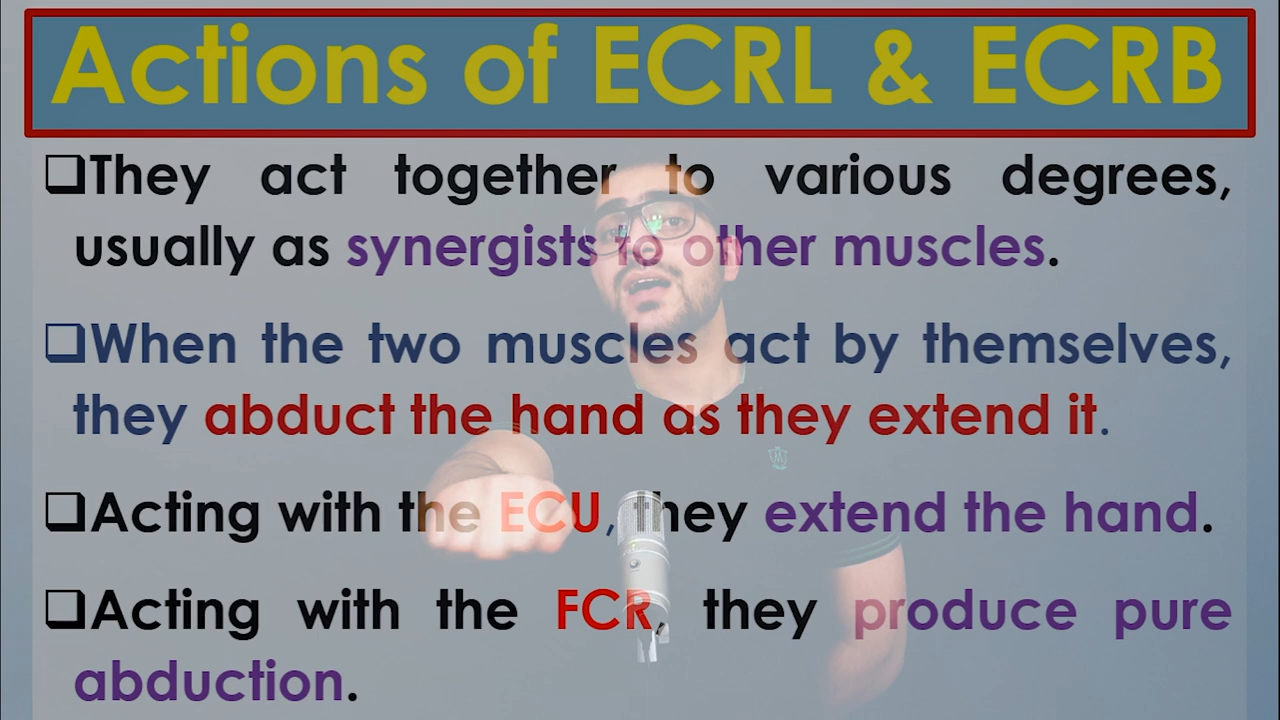 Actions of ECRL & ECRB
❑They act together to various degrees,
usually as synergists to other muscles.
❑When the two muscles act by themselves,
they abduct the hand as they extend it.
❑Acting with the ECU, they extend the hand.
❑Acting with the FCR, they produce pure
abduction.